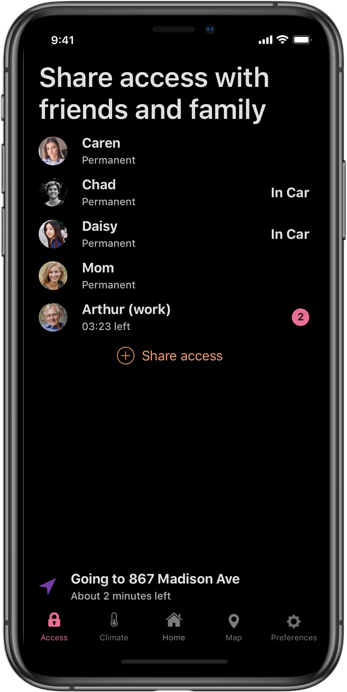 9:41
Share access with
friends and family
Caren
Permanent
Chad
Permanent
In Car
Daisy
Permanent
In Car
Mom
Permanent
Arthur (work)
03:23 left
2
Share access
Going to 867 Madison Ave
About 2 minutes left
Access Climate Home Map Preferences